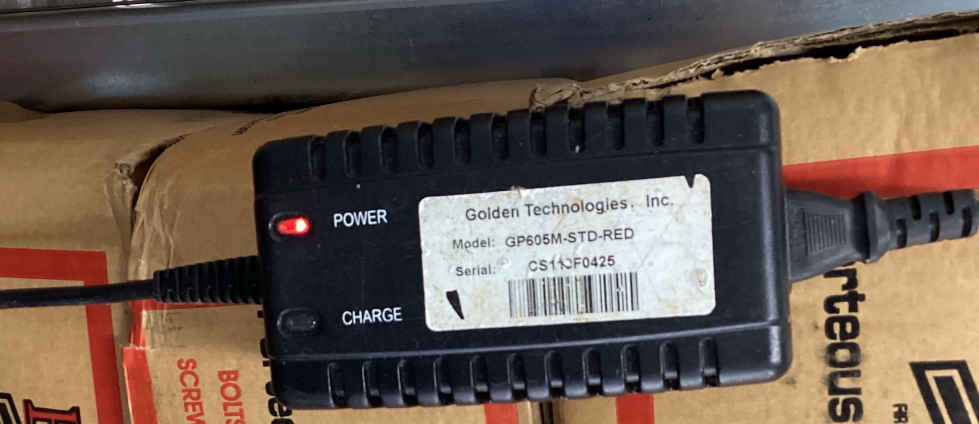 POWER
CHARGE
Golden Technologies, Inc.
Model: GP605M-STD-RED
Serial:
BOLTS
SCREW
rteous